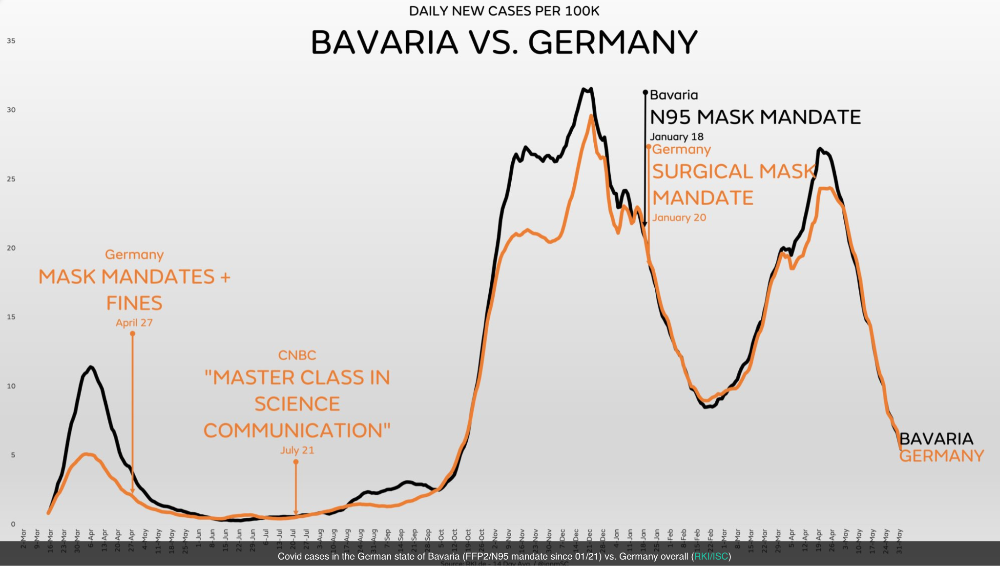 DAILY NEW CASES PER 100K
BAVARIA VS. GERMANY
35
30
25
20
15
10
5
0
Bavaria
N95 MASK MANDATE
January 18
Germany
SURGICAL MASK
MANDATE
January 20
Germany
MASK MANDATES +
FINES
April 27
CNBC
"MASTER CLASS IN
SCIENCE
COMMUNICATION"
July 21
BAVARIA
GERMANY
2-Mar
9-Mar
16-Mar
23-Mar
30-Mar
6-Apr
13-Apr
20-Apr
27-Apr
4-May
11-May
18-May
25-May
1-Jun
8-Jun
15-Jun
22-Jun
29-Jun
6-Jul
13-Jul
20-Jul
27-Jul
3-Aug
10-Aug
17-Aug
24-Aug
31-Aug
7-Sep
14-Sep
21-Sep
28-Sep
5-Oct
12-Oct
19-Oct
26-Oct
2-Nov
9-Nov
16-Nov
23-Nov
30-Nov
7-Dec
14-Dec
21-Dec
28-Dec
4-Jan
11-Jan
18-Jan
25-Jan
1-Feb
8-Feb
15-Feb
22-Feb
1-Mar
8-Mar
15-Mar
22-Mar
29-Mar
5-Apr
12-Apr
19-Apr
26-Apr
3-May
10-May
17-May
24-May
31-May
Covid cases in the German state of Bavaria (FFP2/N95 mandate since 01/21) vs. Germany overall (RKI/ISC)
Source: RKI.de - 14 Day Avg. / @ianmSC